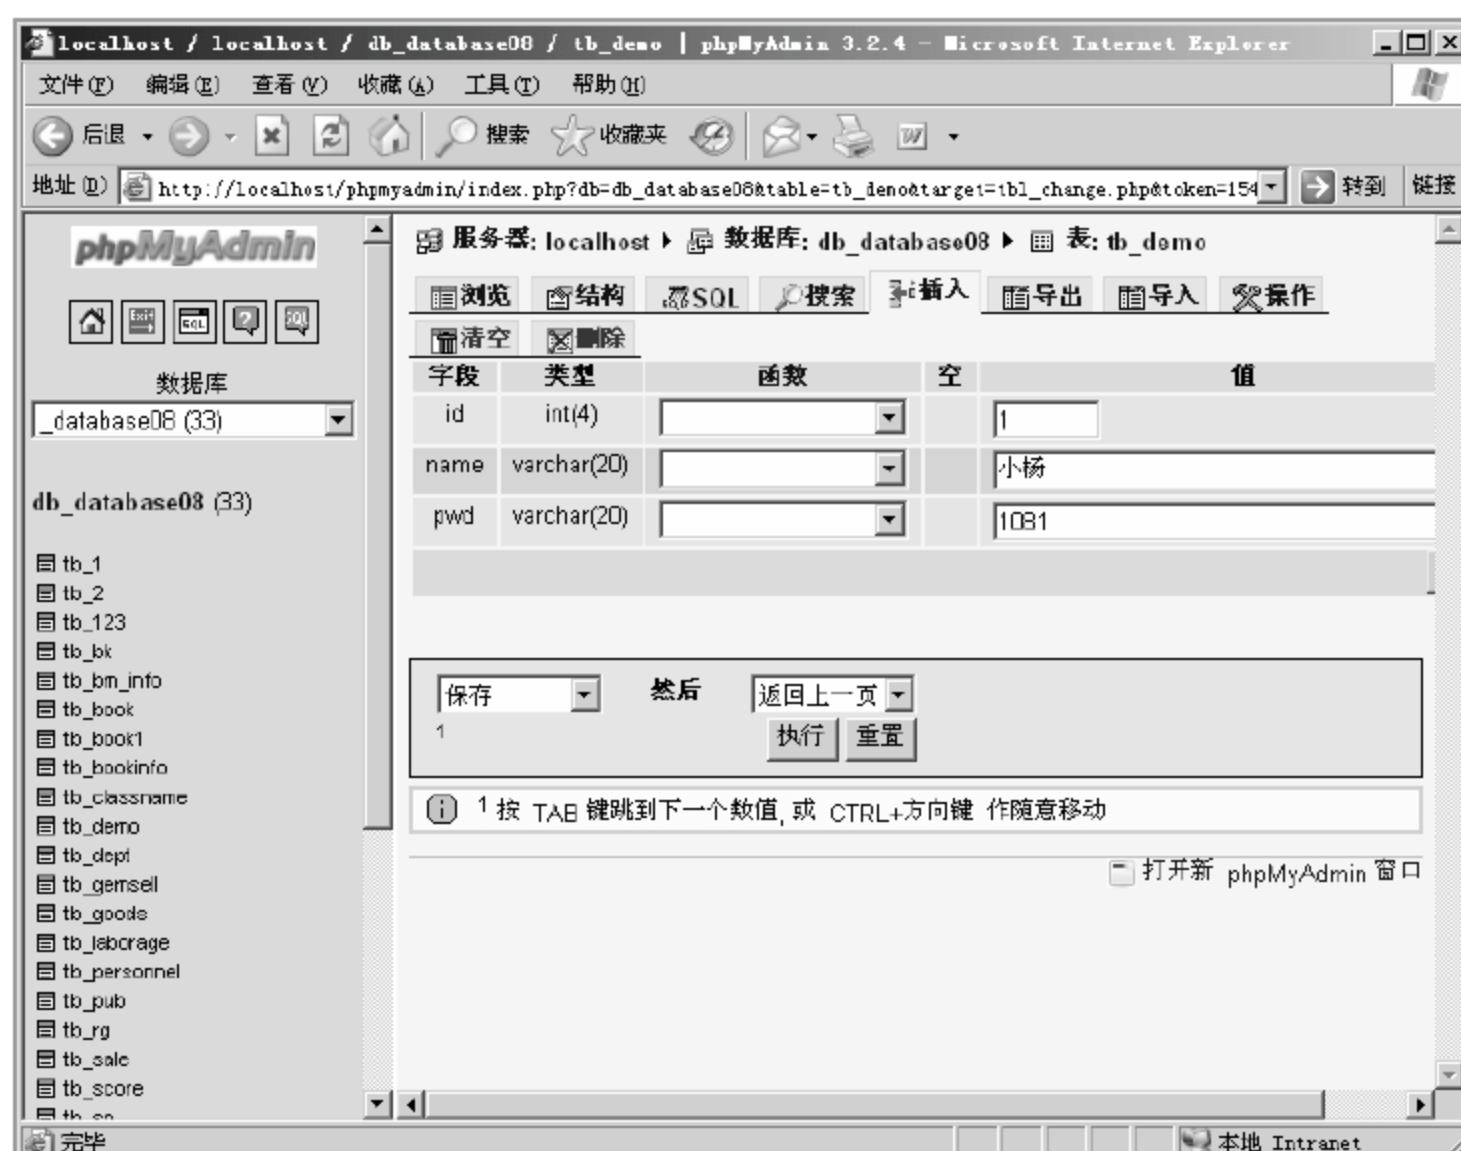 localhost / localhost / db_database08 / tb_demo | phpMyAdmin 3.2.4 - Microsoft Internet Explorer
文件(F) 编辑(E) 查看(V) 收藏(A) 工具(T) 帮助(H)
后退 搜索 收藏夹
地址(D) http://localhost/phpmyadmin/index.php?db=db_database08&table=tb_demo&target=tbl_change.php&token=154 转到 链接
phpMyAdmin
数据库
_database08 (33)
db_database08 (33)
tb_1
tb_2
tb_123
tb_bk
tb_bm_info
tb_book
tb_book1
tb_bookinfo
tb_classname
tb_demo
tb_dept
tb_gemsell
tb_goods
tb_laborage
tb_personnel
tb_pub
tb_rg
tb_sale
tb_score
服务器: localhost 数据库: db_database08 表: tb_demo
浏览 结构 SQL 搜索 插入 导出 导入 操作
清空 删除
字段 类型 函数 空 值
id int(4) 1
name varchar(20) 小杨
pwd varchar(20) 1081
保存 然后 返回上一页
1 执行 重置
1 按 TAB 键跳到下一个数值, 或 CTRL+方向键 作随意移动
打开新 phpMyAdmin 窗口
完毕 本地 Intranet